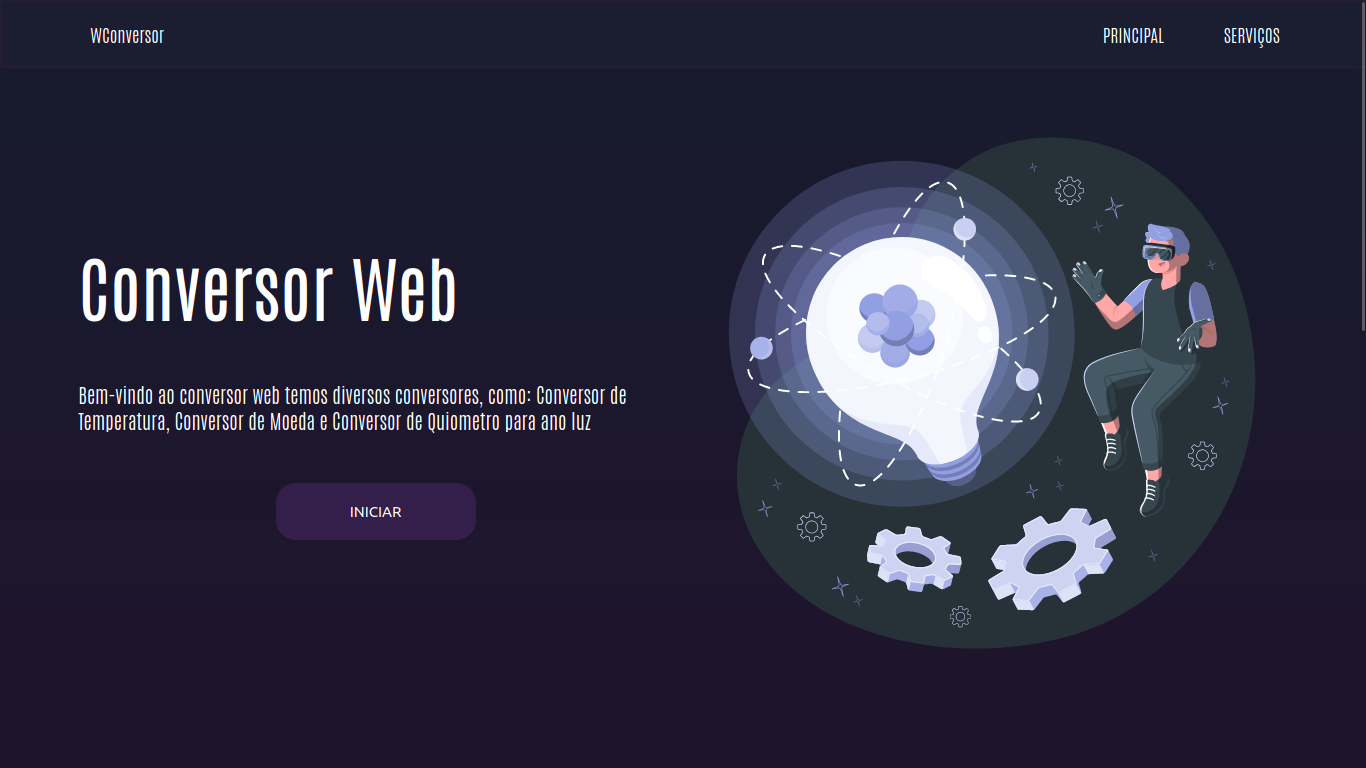 WConversor
PRINCIPAL
SERVIÇOS
Conversor Web
Bem-vindo ao conversor web temos diversos conversores, como: Conversor de
Temperatura, Conversor de Moeda e Conversor de Quiometro para ano luz
INICIAR